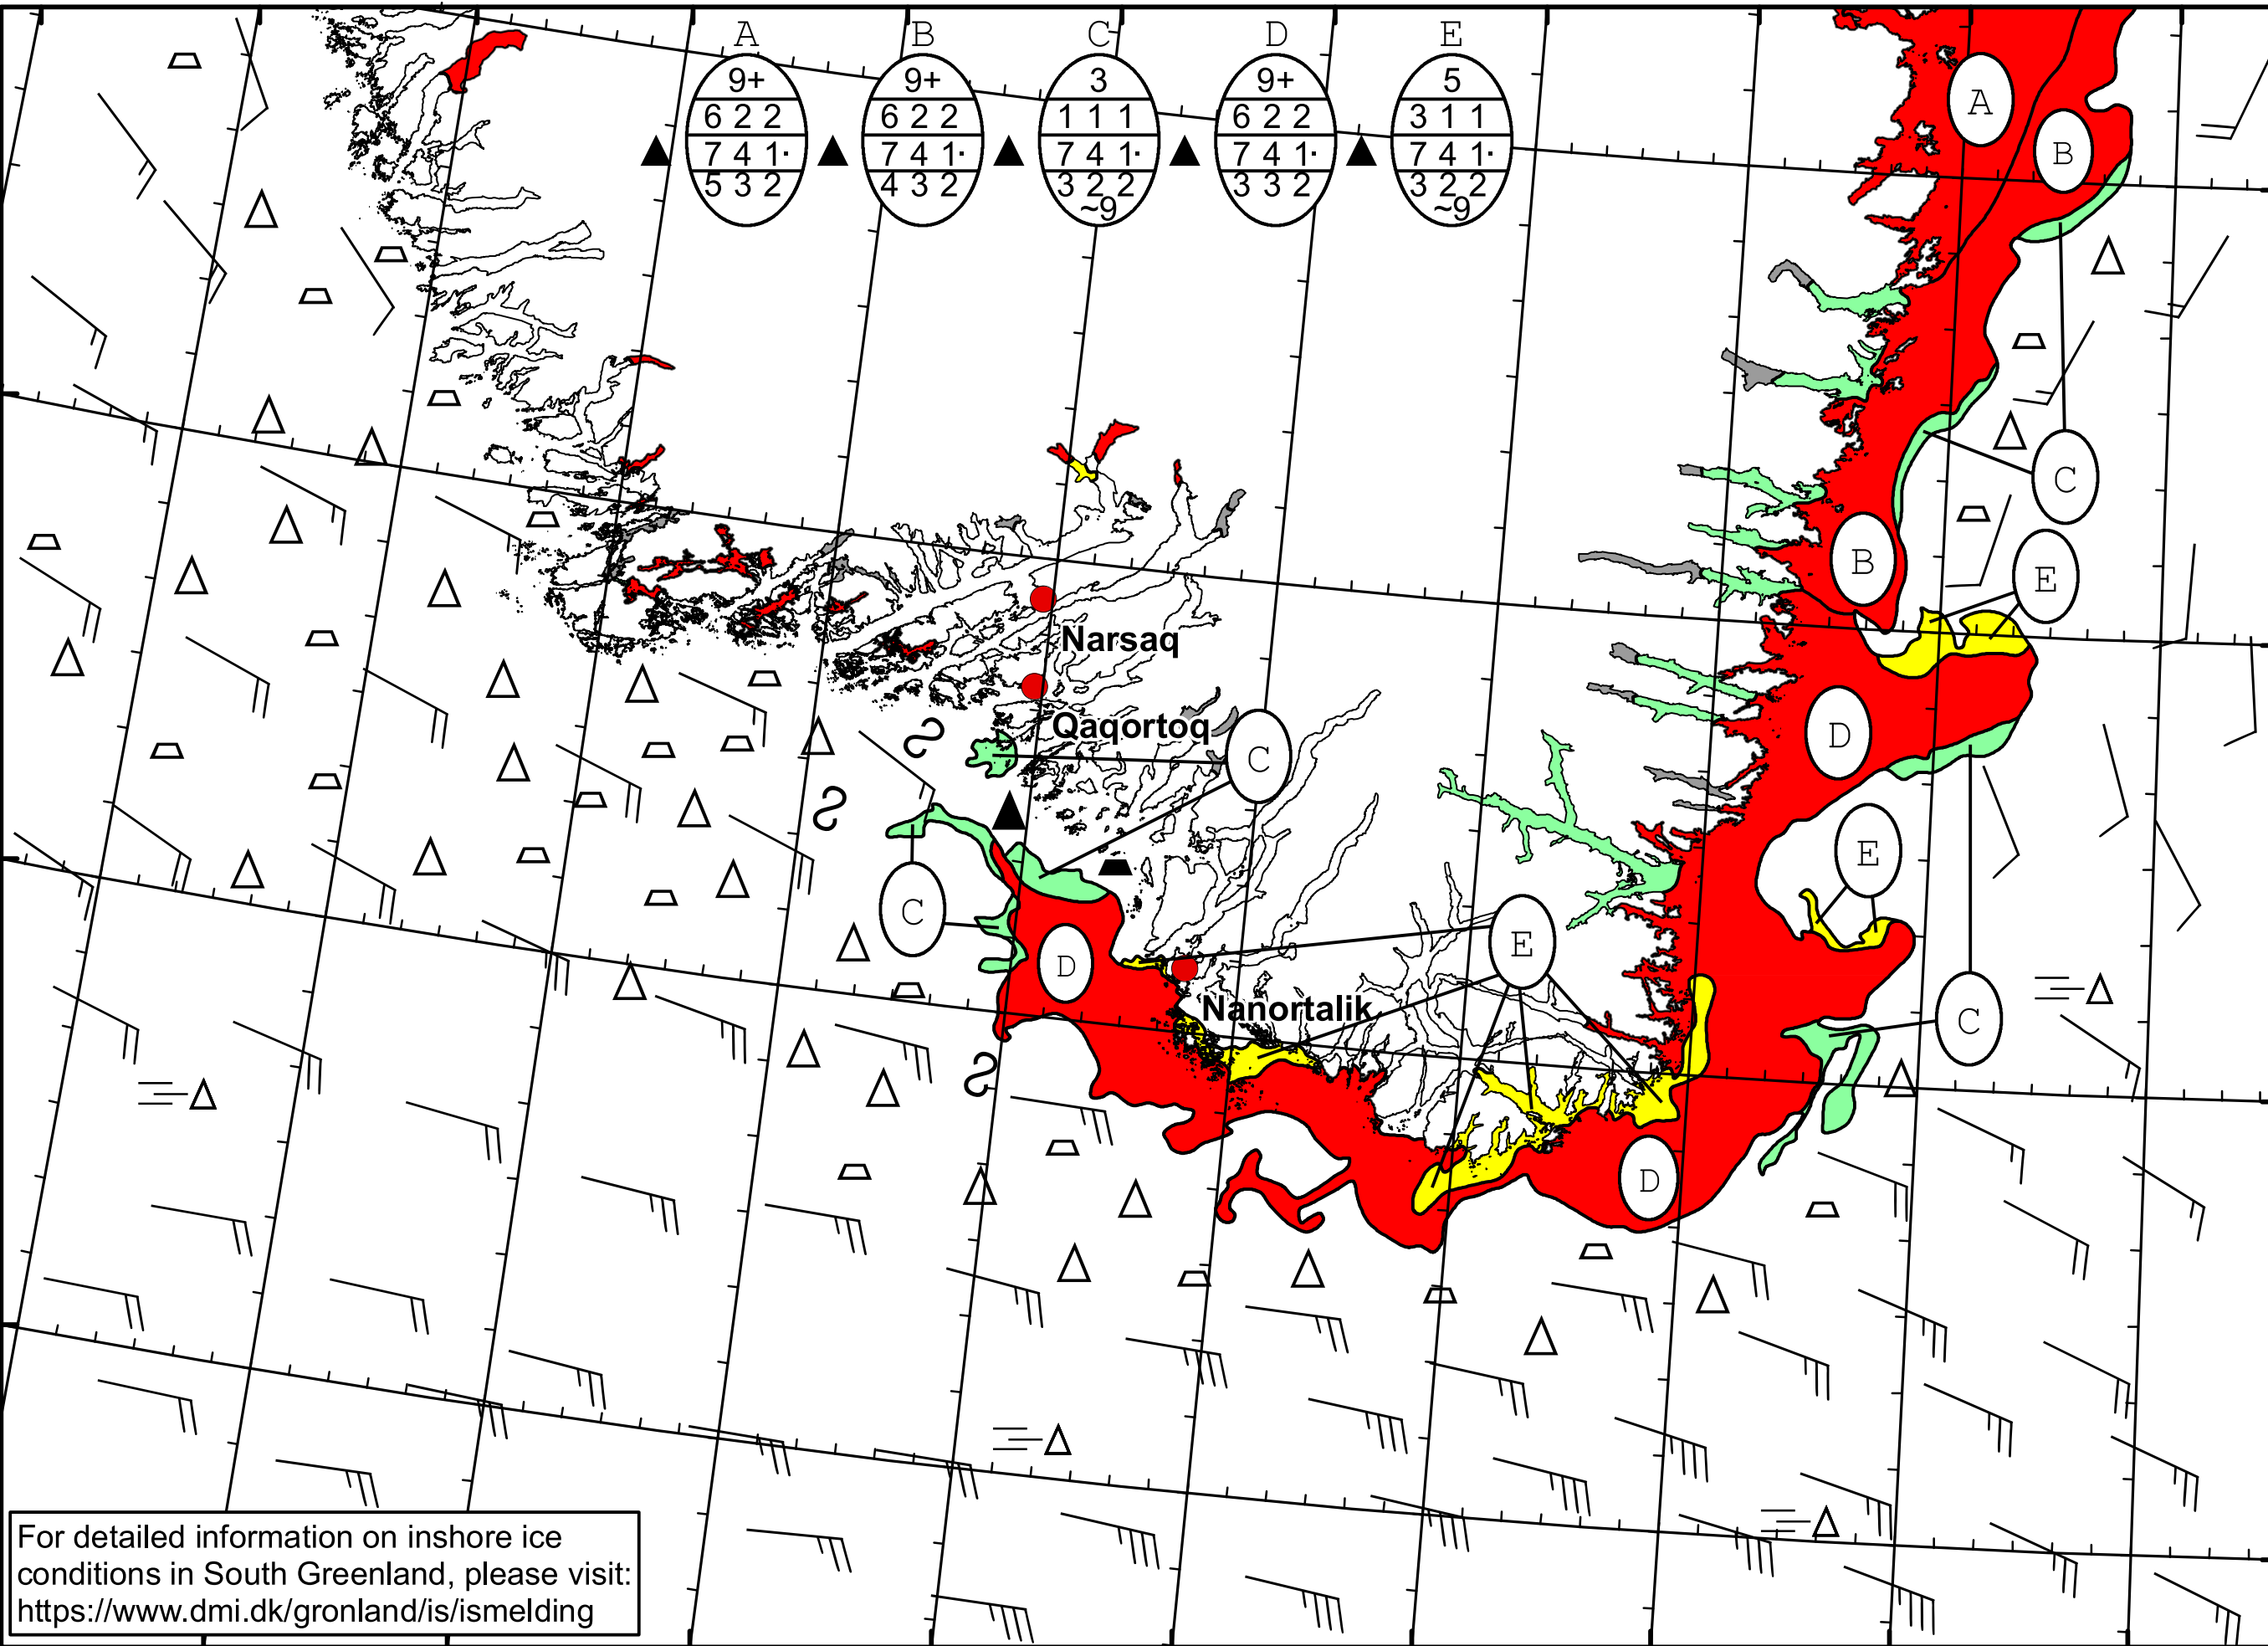 A B C D E
9+ 9+ 3 9+ 5
6 2 2 6 2 2 1 1 1 6 2 2 3 1 1
7 4 1· 7 4 1· 7 4 1· 7 4 1· 7 4 1·
5 3 2 4 3 2 3 2 2 3 3 2 3 2 2
~9 ~9
A
B
C
B
E
Narsaq
Qaqortoq
C
D
E
C
E
D
Nanortalik
C
D
For detailed information on inshore ice
conditions in South Greenland, please visit:
https://www.dmi.dk/gronland/is/ismelding